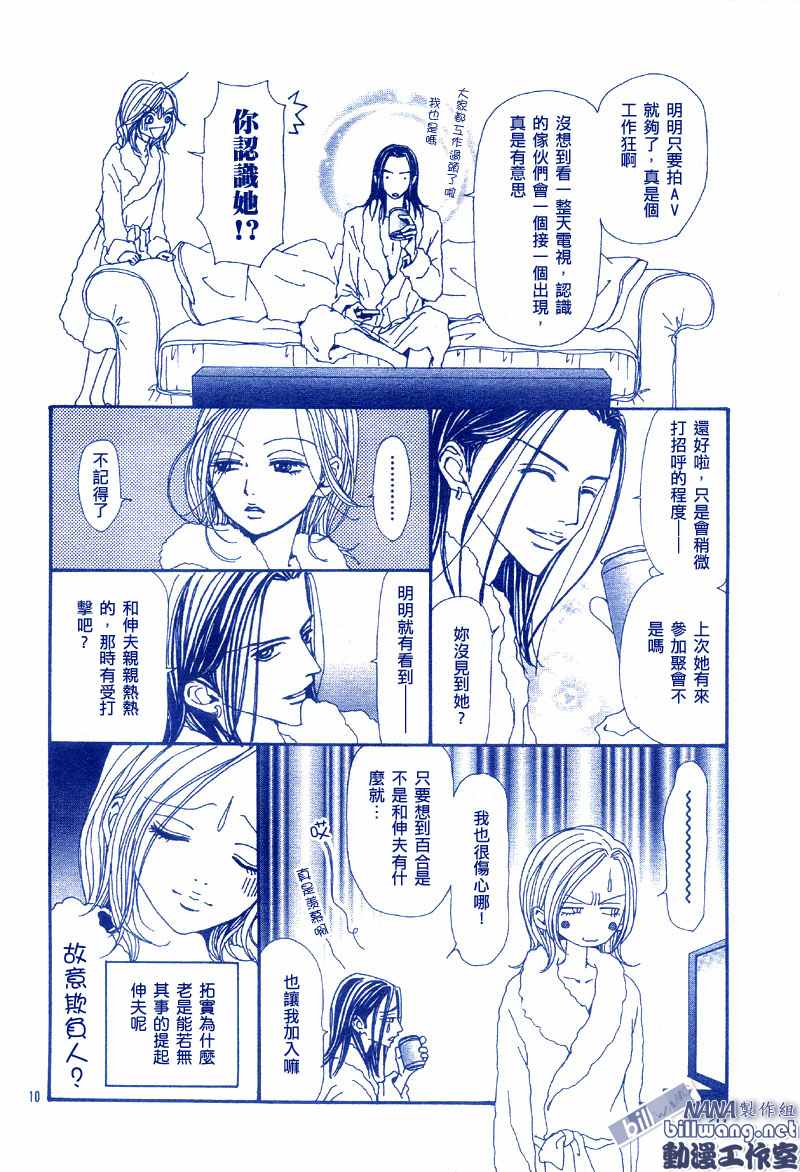 明明只要拍AV
就夠了，真是個
工作狂啊
沒想到看一整天電視，認識
的傢伙們會一個接一個出現，
真是有意思
大家都工作過頭了啦
我也是嗎
你認識她!?
還好啦，只是會稍微
打招呼的程度——
上次她有來
參加聚會不
是嗎
妳沒見到她？
…………
不記得了
明明就有看到——
和伸夫親親熱熱
的，那時有受打
擊吧？
我也很傷心哪！
只要想到百合是
不是和伸夫有什
麼就…
哎
真是羨慕啊
也讓我加入嘛
拓實為什麼
老是能若無
其事的提起
伸夫呢
故意欺負人？
10
NANA製作組
billwang.net
動漫工作室